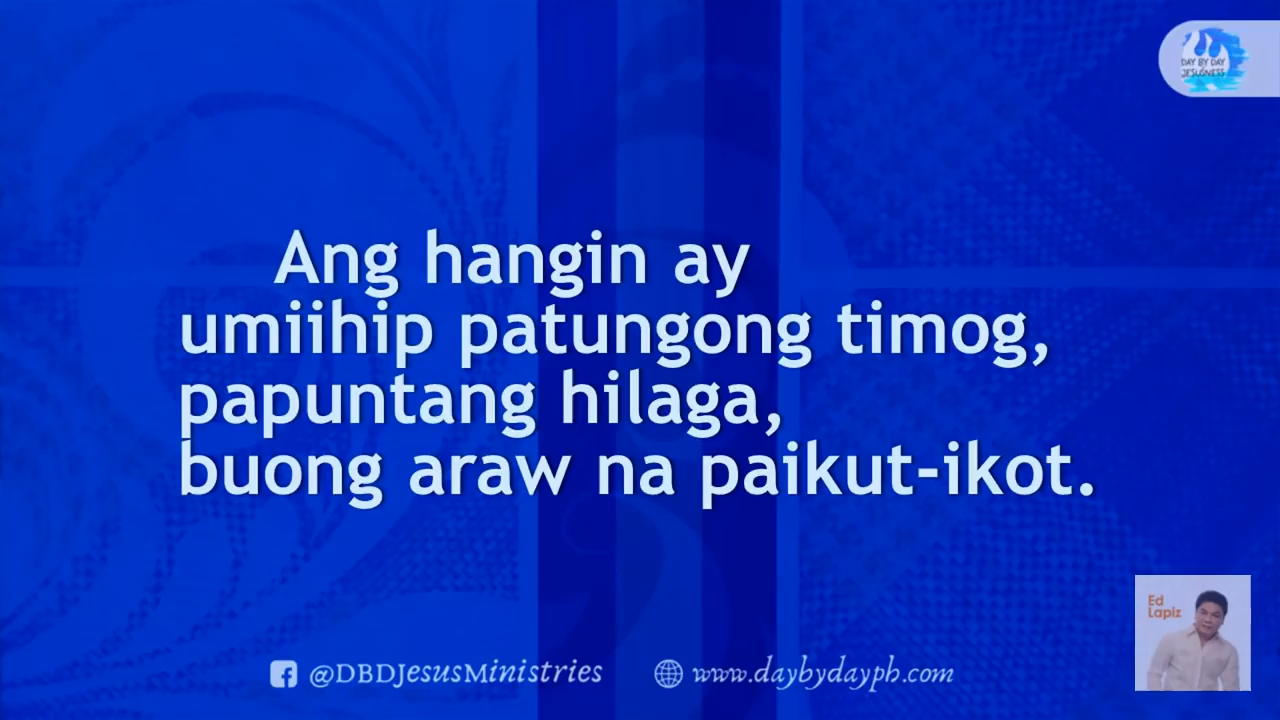 DAY BY DAY
JESUSNESS
Ang hangin ay
umiihip patungong timog,
papuntang hilaga,
buong araw na paikut-ikot.
Ed
Lapiz
@DBDJesusMinistries
www.daybydayph.com